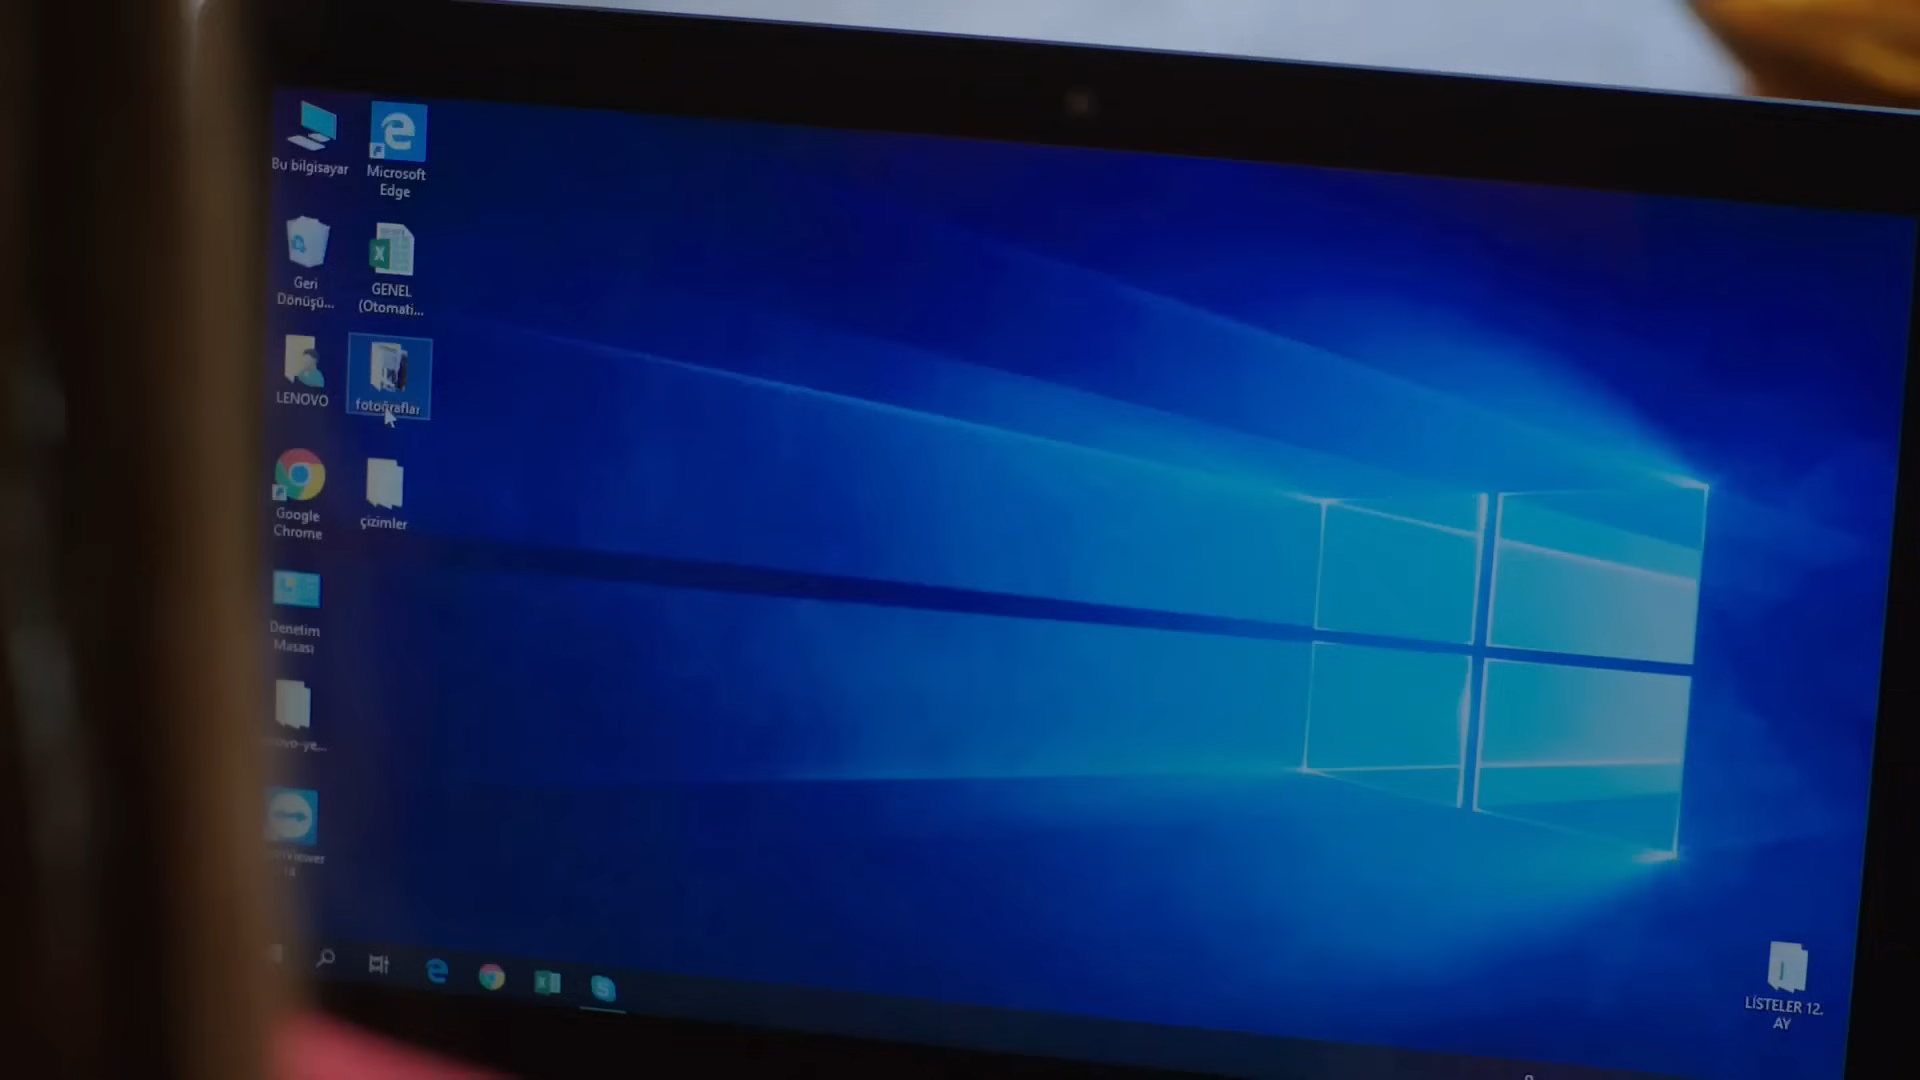 Bu bilgisayar
Microsoft
Edge
Geri
Dönüşü...
GENEL
(Otomati...
LENOVO
fotoğraflar
Google
Chrome
çizimler
Denetim
Masası
LİSTELER 12.
AY